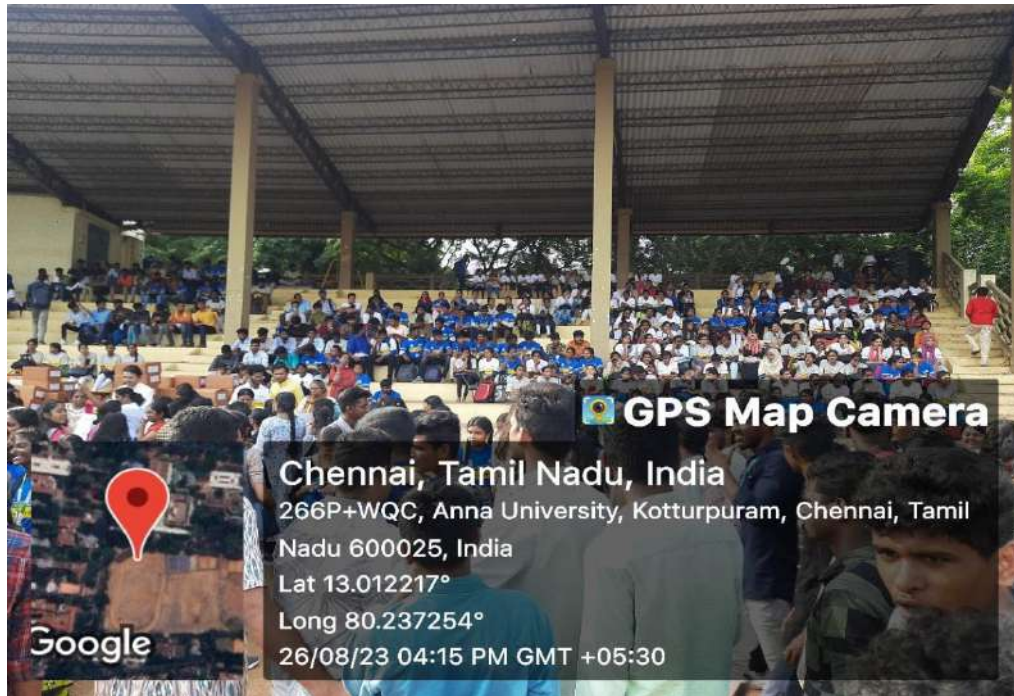 GPS Map Camera
Chennai, Tamil Nadu, India
266P+WQC, Anna University, Kotturpuram, Chennai, Tamil
Nadu 600025, India
Lat 13.012217°
Long 80.237254°
26/08/23 04:15 PM GMT +05:30
Google